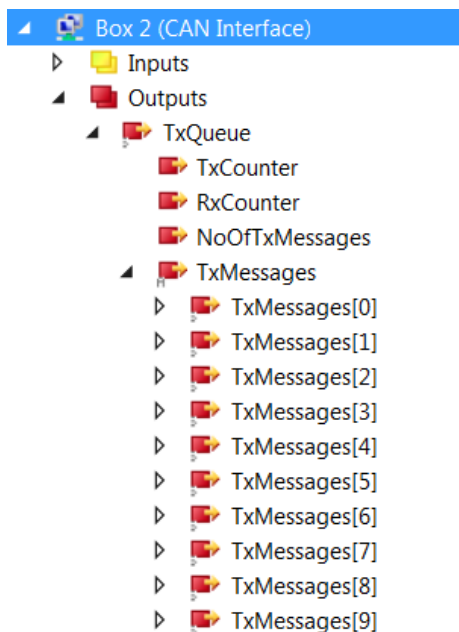 Box 2 (CAN Interface)
Inputs
Outputs
TxQueue
TxCounter
RxCounter
NoOfTxMessages
TxMessages
TxMessages[0]
TxMessages[1]
TxMessages[2]
TxMessages[3]
TxMessages[4]
TxMessages[5]
TxMessages[6]
TxMessages[7]
TxMessages[8]
TxMessages[9]